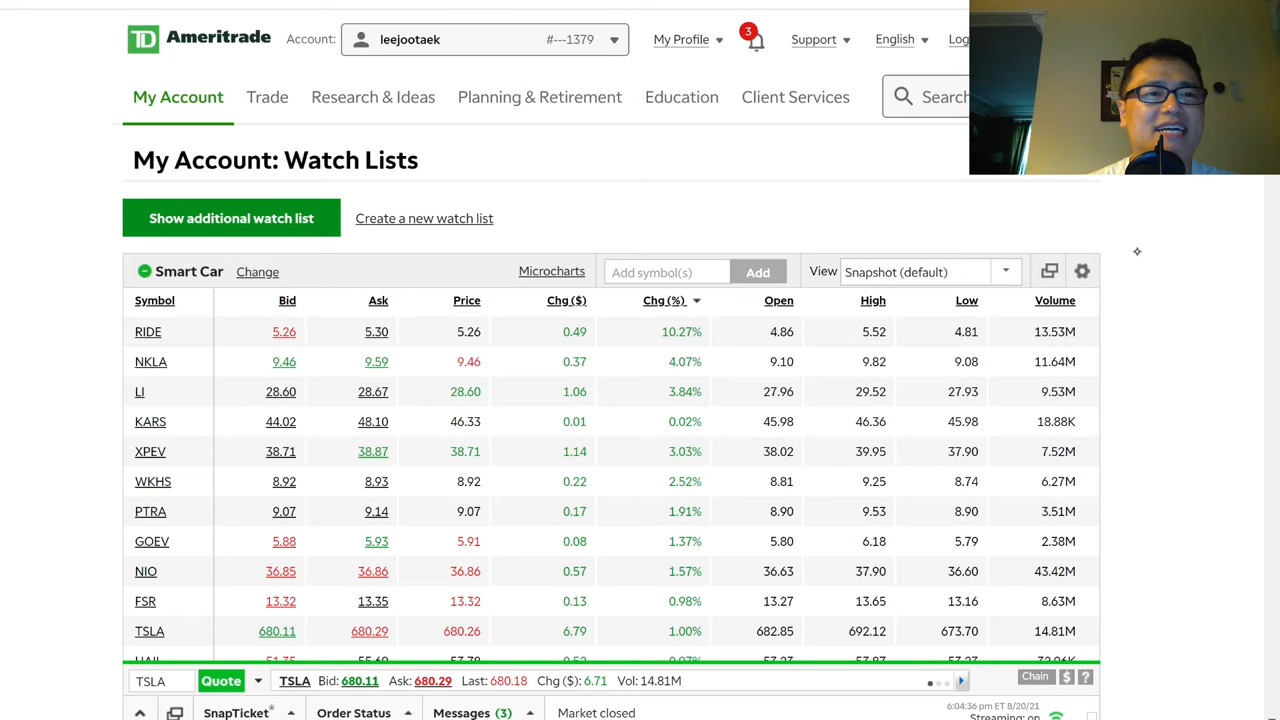 TD Ameritrade Account: leejootaek #---1379 My Profile 3 Support English Log
My Account Trade Research & Ideas Planning & Retirement Education Client Services Search
My Account: Watch Lists
Show additional watch list Create a new watch list
Smart Car Change Microcharts Add symbol(s) Add View Snapshot (default)
Symbol Bid Ask Price Chg ($) Chg (%) Open High Low Volume
RIDE 5.26 5.30 5.26 0.49 10.27% 4.86 5.52 4.81 13.53M
NKLA 9.46 9.59 9.46 0.37 4.07% 9.10 9.82 9.08 11.64M
LI 28.60 28.67 28.60 1.06 3.84% 27.96 29.52 27.93 9.53M
KARS 44.02 48.10 46.33 0.01 0.02% 45.98 46.36 45.98 18.88K
XPEV 38.71 38.87 38.71 1.14 3.03% 38.02 39.95 37.90 7.52M
WKHS 8.92 8.93 8.92 0.22 2.52% 8.81 9.25 8.74 6.27M
PTRA 9.07 9.14 9.07 0.17 1.91% 8.90 9.53 8.90 3.51M
GOEV 5.88 5.93 5.91 0.08 1.37% 5.80 6.18 5.79 2.38M
NIO 36.85 36.86 36.86 0.57 1.57% 36.63 37.90 36.60 43.42M
FSR 13.32 13.35 13.32 0.13 0.98% 13.27 13.65 13.16 8.63M
TSLA 680.11 680.29 680.26 6.79 1.00% 682.85 692.12 673.70 14.81M
TSLA Quote TSLA Bid: 680.11 Ask: 680.29 Last: 680.18 Chg ($): 6.71 Vol: 14.81M Chain $ ?
SnapTicket® Order Status Messages (3) Market closed 6:04:36 pm ET 8/20/21
Streaming: on